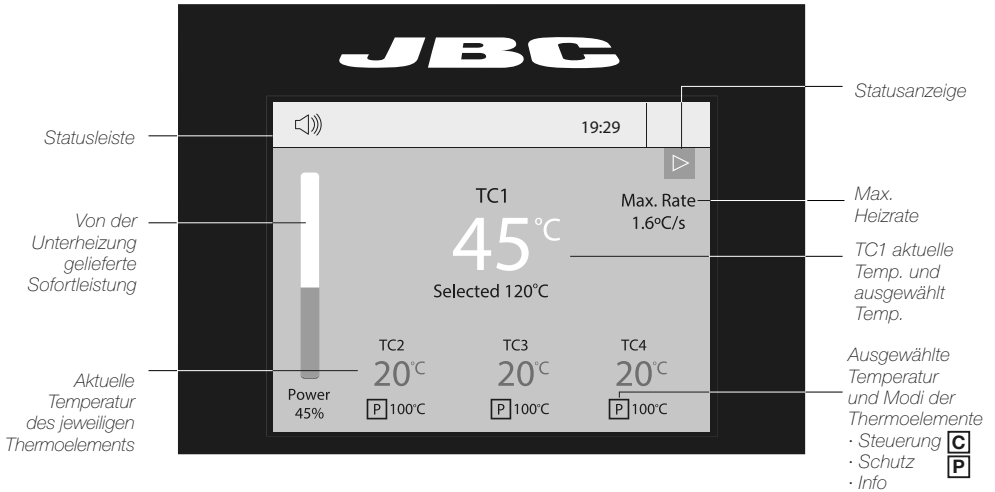 JBC
Statusanzeige
19:29
Statusleiste
Max. Rate
1.6ºC/s
Max.
Heizrate
TC1
45°C
Selected 120°C
Von der
Unterheizung
gelieferte
Sofortleistung
TC1 aktuelle
Temp. und
ausgewählt
Temp.
TC2
20°C
P 100°C
TC3
20°C
P 100°C
TC4
20°C
P 100°C
Power
45%
Aktuelle
Temperatur
des jeweiligen
Thermoelements
Ausgewählte
Temperatur
und Modi der
Thermoelemente
· Steuerung C
· Schutz P
· Info